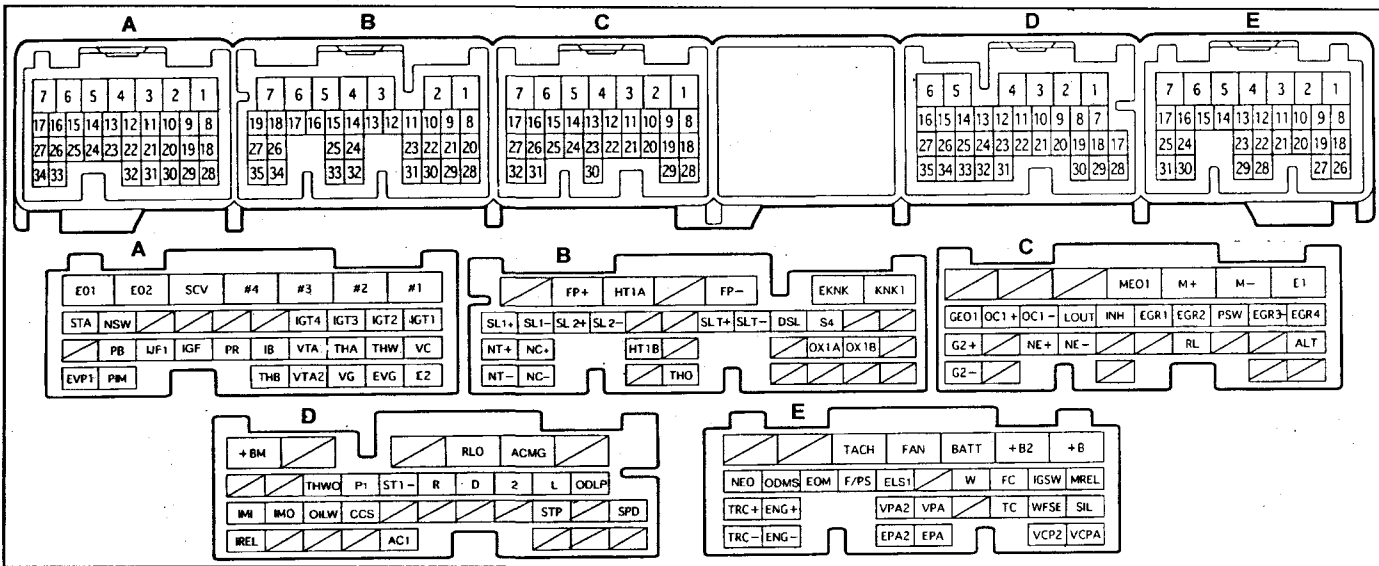 A B C D E
7 6 5 4 3 2 1
17 16 15 14 13 12 11 10 9 8
27 26 25 24 23 22 21 20 19 18
34 33 32 31 30 29 28
7 6 5 4 3 2 1
19 18 17 16 15 14 13 12 11 10 9 8
27 26 25 24 23 22 21 20
35 34 33 32 31 30 29 28
7 6 5 4 3 2 1
17 16 15 14 13 12 11 10 9 8
27 26 25 24 23 22 21 20 19 18
32 31 30 29 28
6 5 4 3 2 1
16 15 14 13 12 11 10 9 8 7
27 26 25 24 23 22 21 20 19 18 17
35 34 33 32 31 30 29 28
7 6 5 4 3 2 1
17 16 15 14 13 12 11 10 9 8
25 24 23 22 21 20 19 18
31 30 29 28 27 26
A
E01 E02 SCV #4 #3 #2 #1
STA NSW IGT4 IGT3 IGT2 IGT1
PB IJF1 IGF PR IB VTA THA THW VC
EVP1 PIM THB VTA2 VG EVG E2
B
FP+ HT1A FP- EKNK KNK1
SL1+ SL1- SL2+ SL2- SLT+ SLT- DSL S4
NT+ NC+ HT1B OX1A OX1B
NT- NC- THO
C
MEO1 M+ M- E1
GEO1 OC1+ OC1- LOUT INH EGR1 EGR2 PSW EGR3 EGR4
G2+ NE+ NE- RL ALT
G2-
D
+BM RLO ACMG
THWO P1 ST1- R D 2 L ODLP
IMI IMO OILW CCS STP SPD
IREL AC1
E
TACH FAN BATT +B2 +B
NEO ODMS EOM F/PS ELS1 W FC IGSW MREL
TRC+ ENG+ VPA2 VPA TC WFSE SIL
TRC- ENG- EPA2 EPA VCP2 VCPA